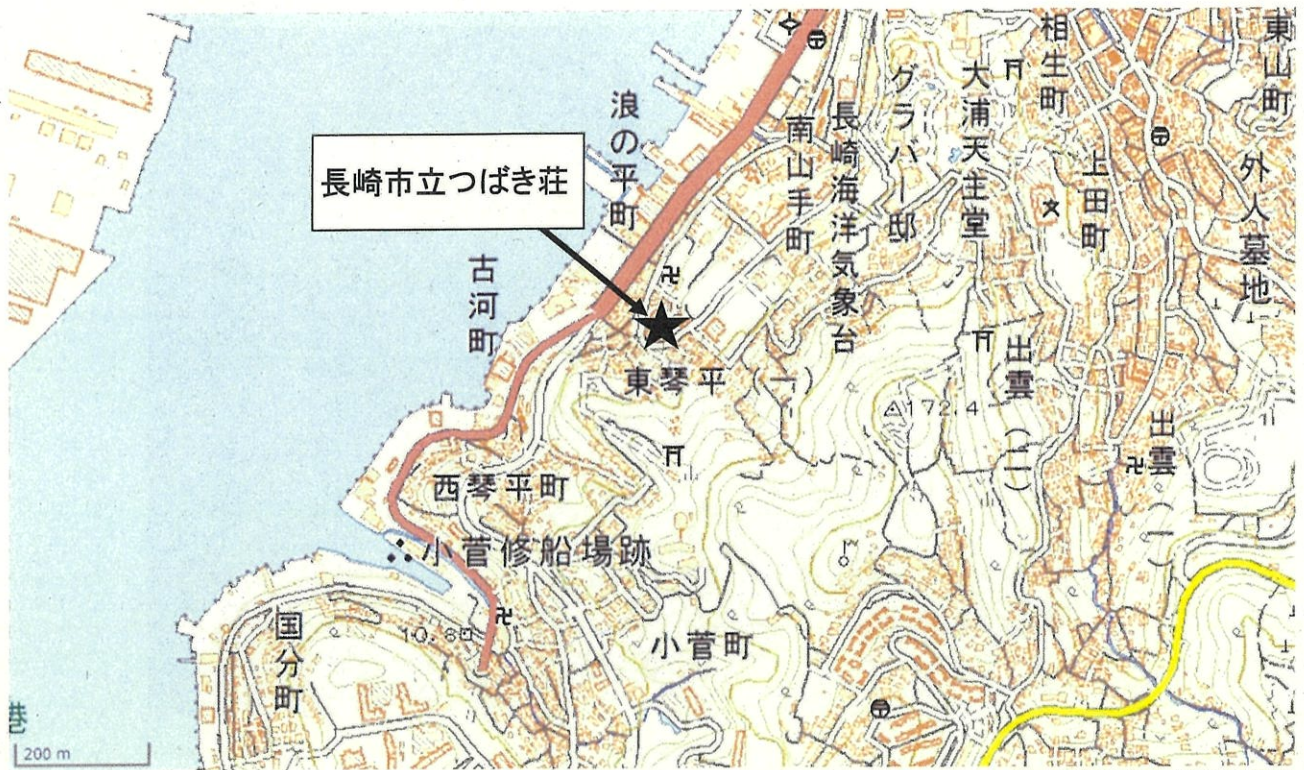 東山町
相生町
外人墓地
上田町
大浦天主堂
グラバー邸
長崎海洋気象台
南山手町
浪の平町
長崎市立つばき荘
古河町
東琴平(一)
172.4
出雲(二)
出雲(一)
西琴平町
小菅修船場跡
小菅町
国分町
10.8
港
200 m